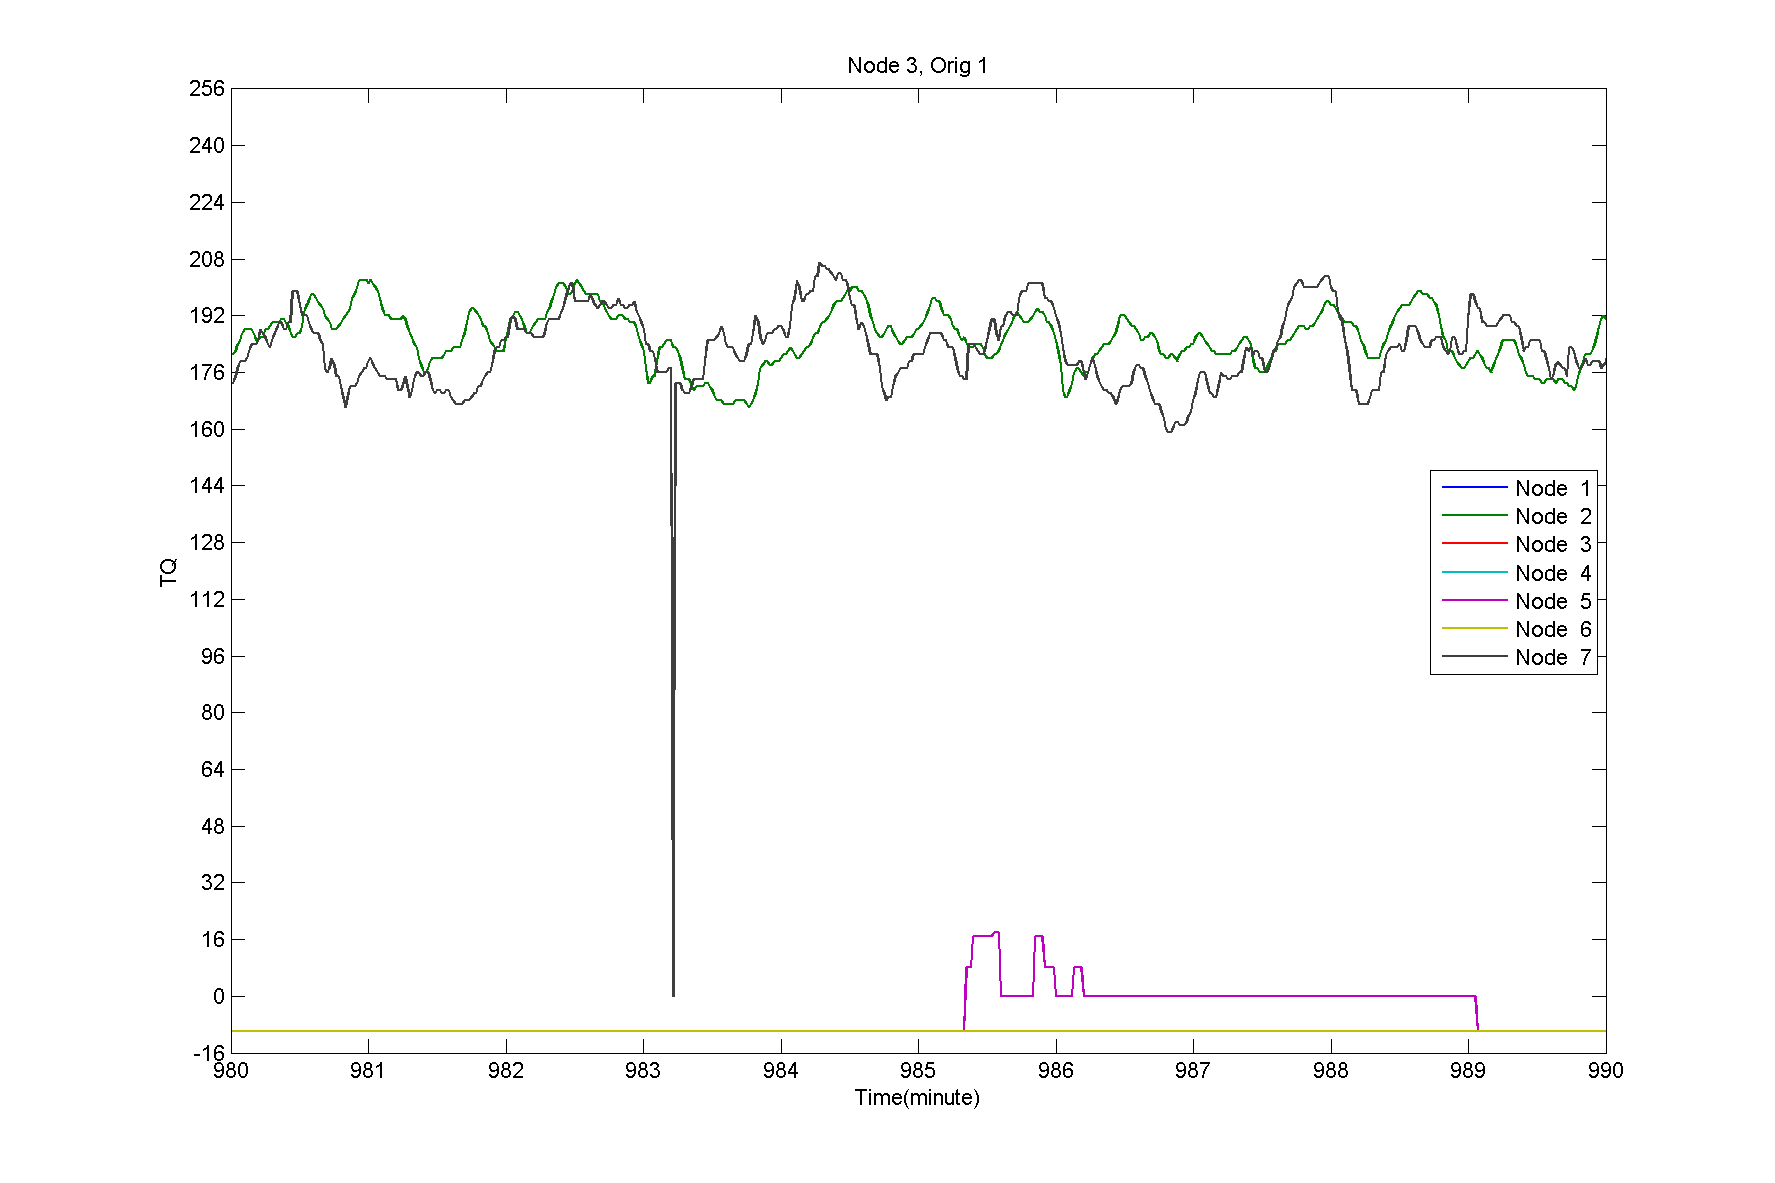 Node 3, Orig 1
256
240
224
208
192
176
160
144
128
112
96
80
64
48
32
16
0
-16
TQ
Node 1
Node 2
Node 3
Node 4
Node 5
Node 6
Node 7
980 981 982 983 984 985 986 987 988 989 990
Time(minute)